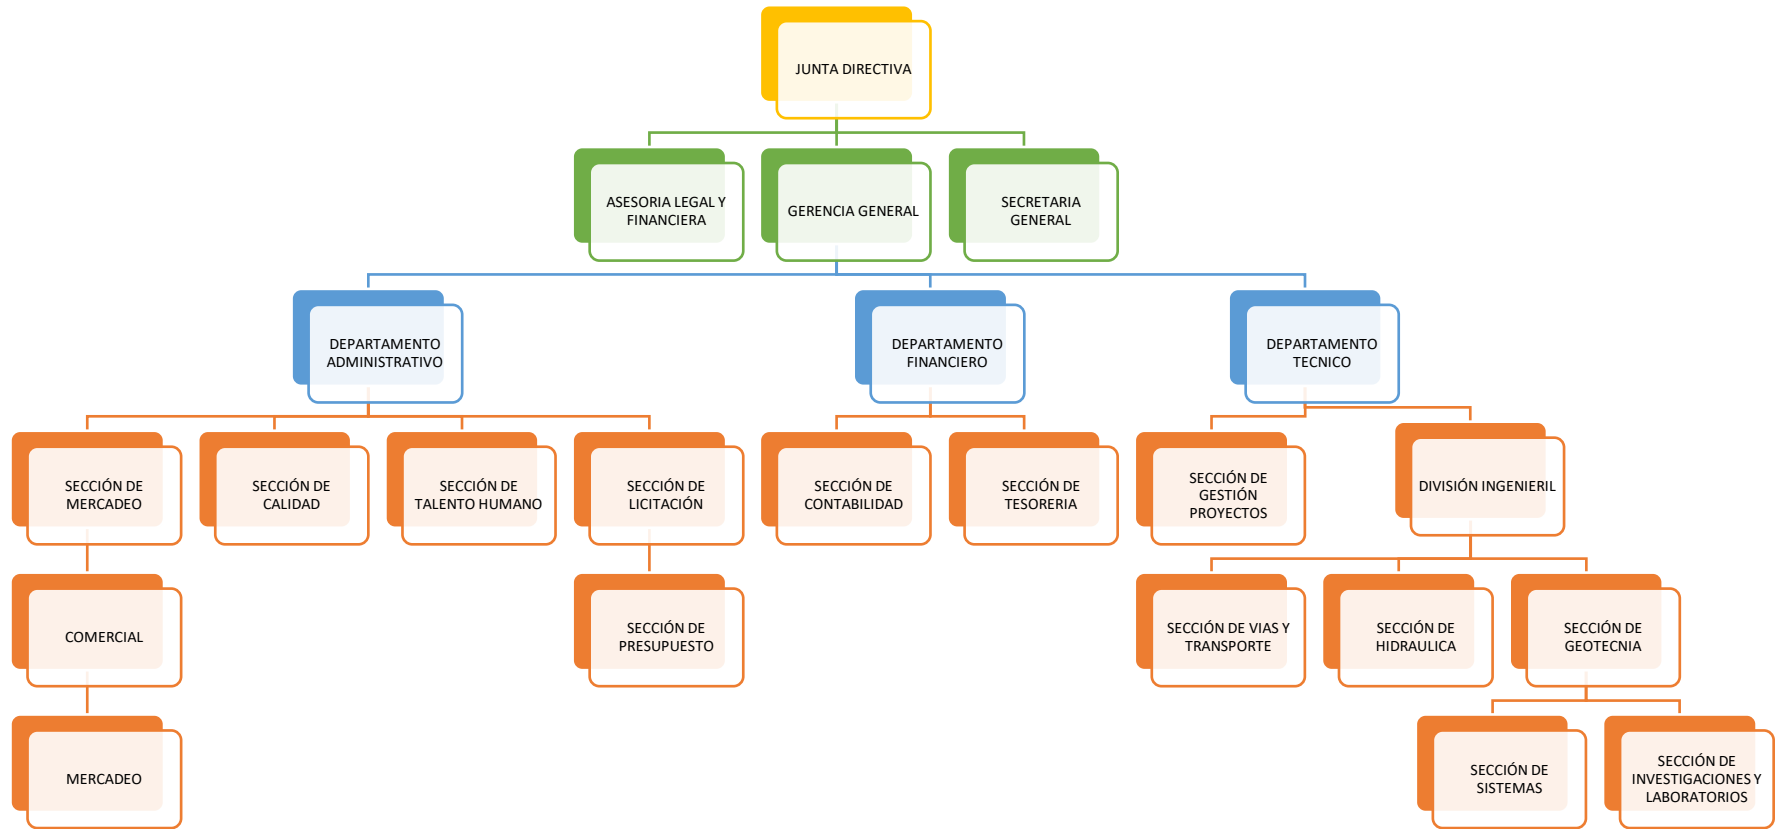 JUNTA DIRECTIVA
ASESORIA LEGAL Y
FINANCIERA
GERENCIA GENERAL
SECRETARIA
GENERAL
DEPARTAMENTO
ADMINISTRATIVO
DEPARTAMENTO
FINANCIERO
DEPARTAMENTO
TECNICO
SECCIÓN DE
MERCADEO
SECCIÓN DE
CALIDAD
SECCIÓN DE
TALENTO HUMANO
SECCIÓN DE
LICITACIÓN
SECCIÓN DE
CONTABILIDAD
SECCIÓN DE
TESORERIA
SECCIÓN DE
GESTIÓN
PROYECTOS
DIVISIÓN INGENIERIL
COMERCIAL
SECCIÓN DE
PRESUPUESTO
SECCIÓN DE VIAS Y
TRANSPORTE
SECCIÓN DE
HIDRAULICA
SECCIÓN DE
GEOTECNIA
MERCADEO
SECCIÓN DE
SISTEMAS
SECCIÓN DE
INVESTIGACIONES Y
LABORATORIOS